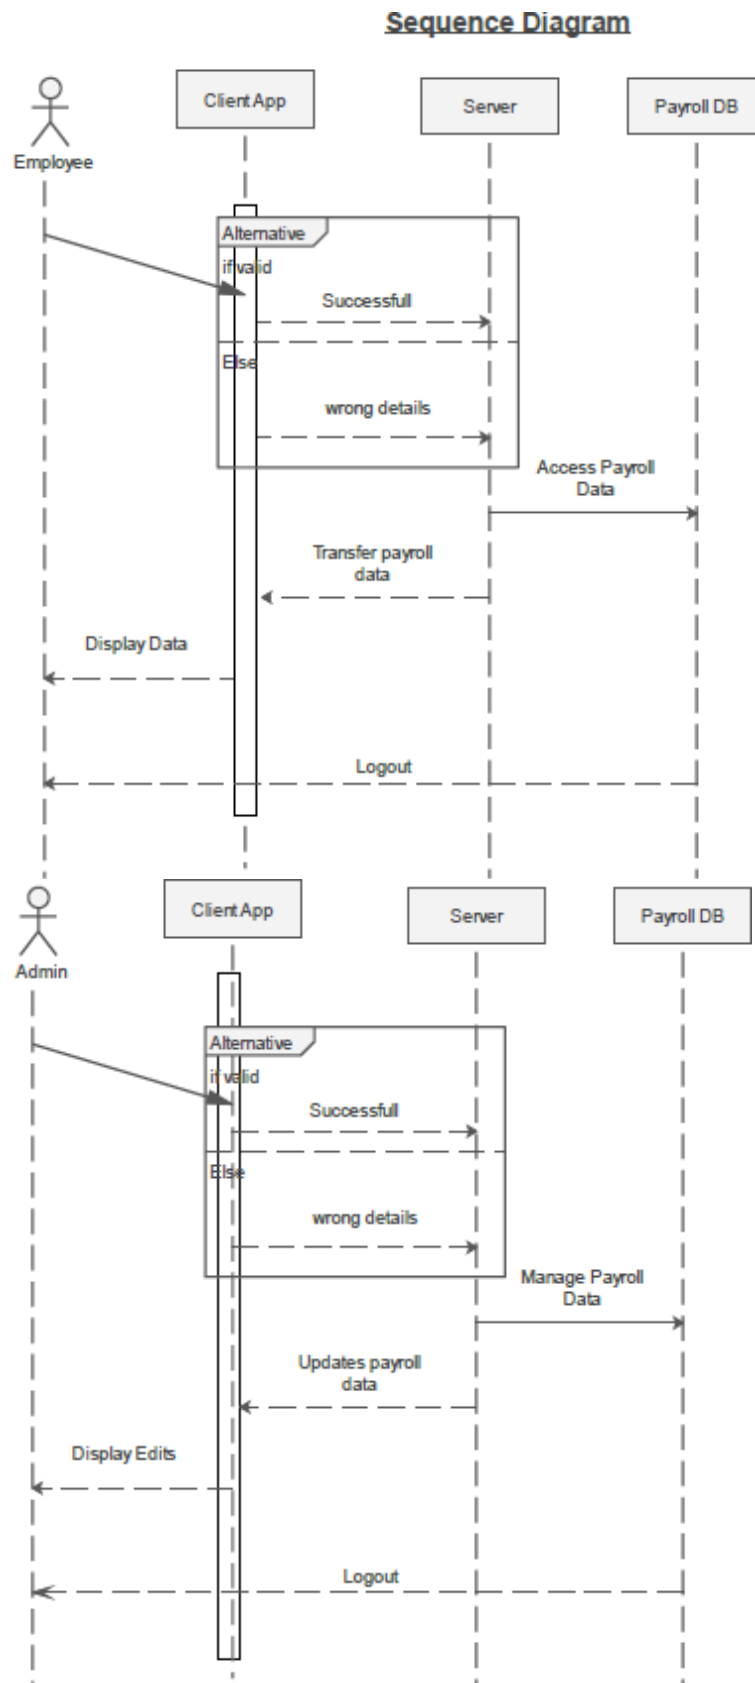 Sequence Diagram
Client App
Server
Payroll DB
Employee
Alternative
if valid
Successfull
Else
wrong details
Access Payroll
Data
Transfer payroll
data
Display Data
Logout
Client App
Server
Payroll DB
Admin
Alternative
if valid
Successfull
Else
wrong details
Manage Payroll
Data
Updates payroll
data
Display Edits
Logout